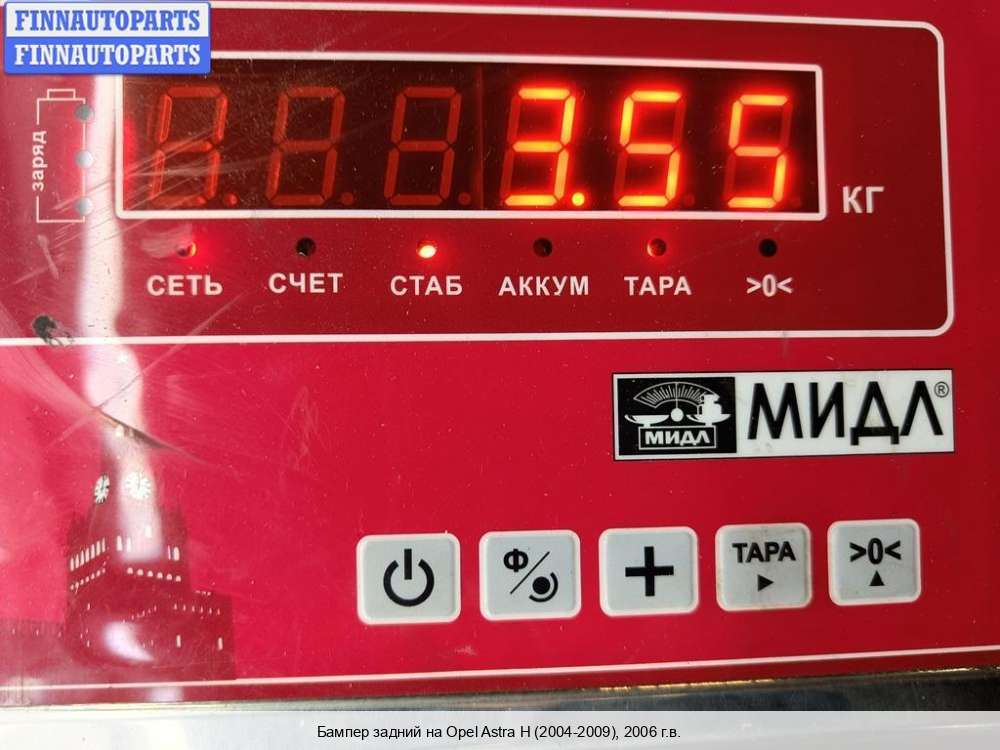 FINNAUTOPARTS
FINNAUTOPARTS
заряд
3.55
КГ
СЕТЬ СЧЕТ СТАБ АККУМ ТАРА >0<
МИДЛ МИДЛ®
Ф ТАРА >0<
Бампер задний на Opel Astra H (2004-2009), 2006 г.в.